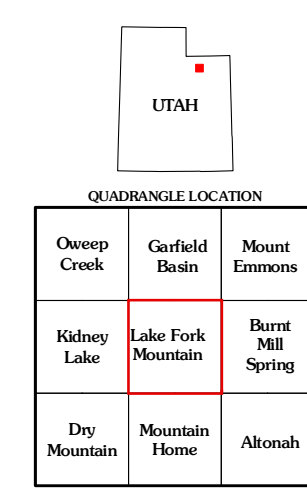 UTAH
QUADRANGLE LOCATION
Oweep
Creek
Garfield
Basin
Mount
Emmons
Kidney
Lake
Lake Fork
Mountain
Burnt
Mill
Spring
Dry
Mountain
Mountain
Home
Altonah